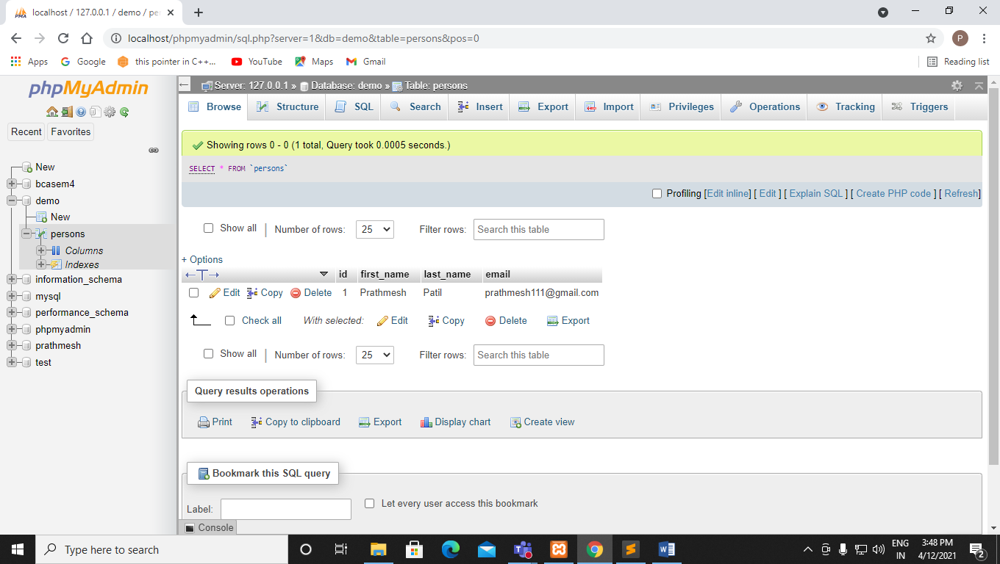 localhost / 127.0.0.1 / demo / pe
localhost/phpmyadmin/sql.php?server=1&db=demo&table=persons&pos=0
P
Apps Google this pointer in C++... YouTube Maps Gmail Reading list
phpMyAdmin
Recent Favorites
New
bcasem4
demo
New
persons
Columns
Indexes
information_schema
mysql
performance_schema
phpmyadmin
prathmesh
test
Server: 127.0.0.1 » Database: demo » Table: persons
Browse Structure SQL Search Insert Export Import Privileges Operations Tracking Triggers
Showing rows 0 - 0 (1 total, Query took 0.0005 seconds.)
SELECT * FROM `persons`
Profiling [Edit inline] [ Edit ] [ Explain SQL ] [ Create PHP code ] [ Refresh]
Show all | Number of rows: 25 Filter rows: Search this table
+ Options
←T→ id first_name last_name email
Edit Copy Delete 1 Prathmesh Patil prathmesh111@gmail.com
Check all With selected: Edit Copy Delete Export
Show all | Number of rows: 25 Filter rows: Search this table
Query results operations
Print Copy to clipboard Export Display chart Create view
Bookmark this SQL query
Label: Let every user access this bookmark
Console
Type here to search
ENG
IN
3:48 PM
4/12/2021
2